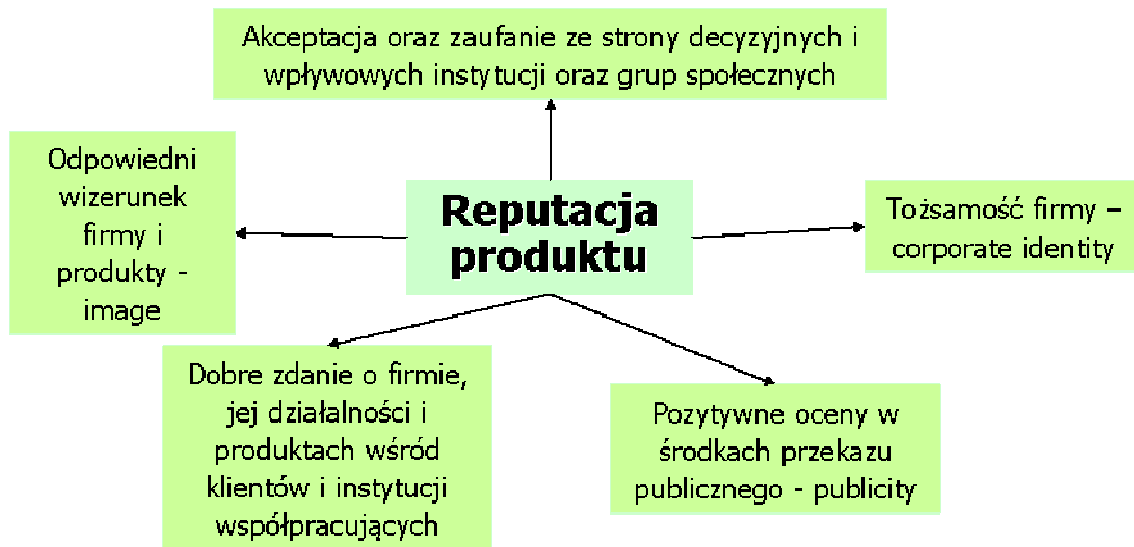 Akceptacja oraz zaufanie ze strony decyzyjnych i
wpływowych instytucji oraz grup społecznych
Odpowiedni
wizerunek
firmy i
produkty -
image
Reputacja
produktu
Tożsamość firmy –
corporate identity
Dobre zdanie o firmie,
jej działalności i
produktach wśród
klientów i instytucji
współpracujących
Pozytywne oceny w
środkach przekazu
publicznego - publicity